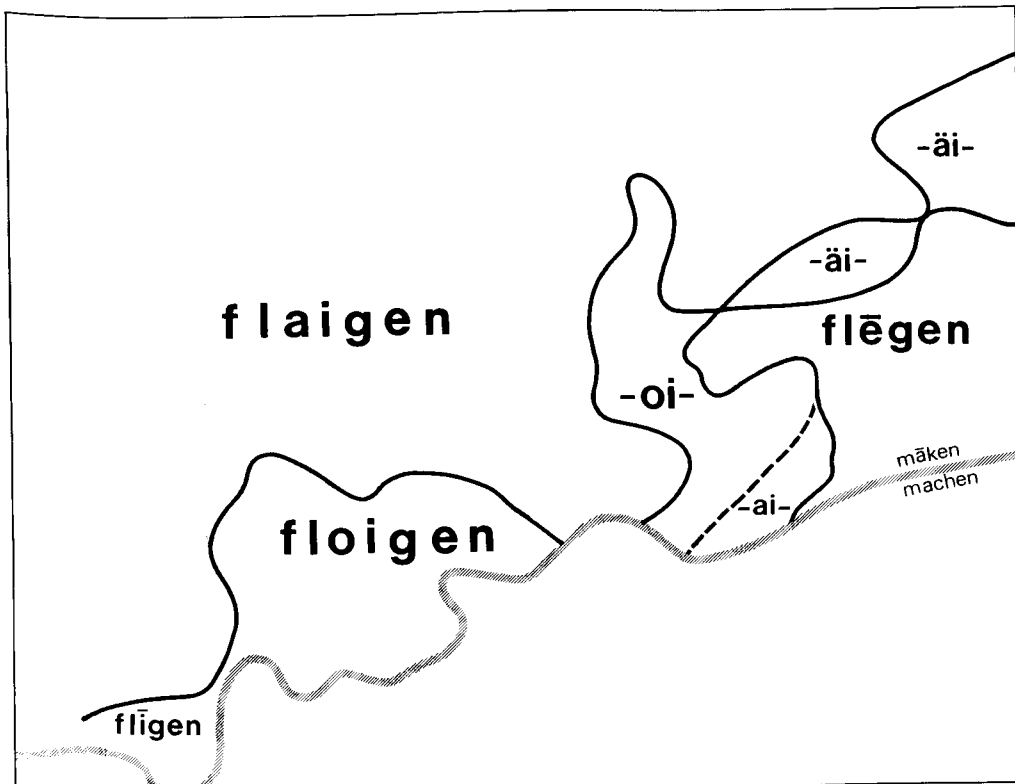 -äi-
-äi-
flaigen
flēgen
-oi-
māken
machen
-ai-
floigen
flīgen